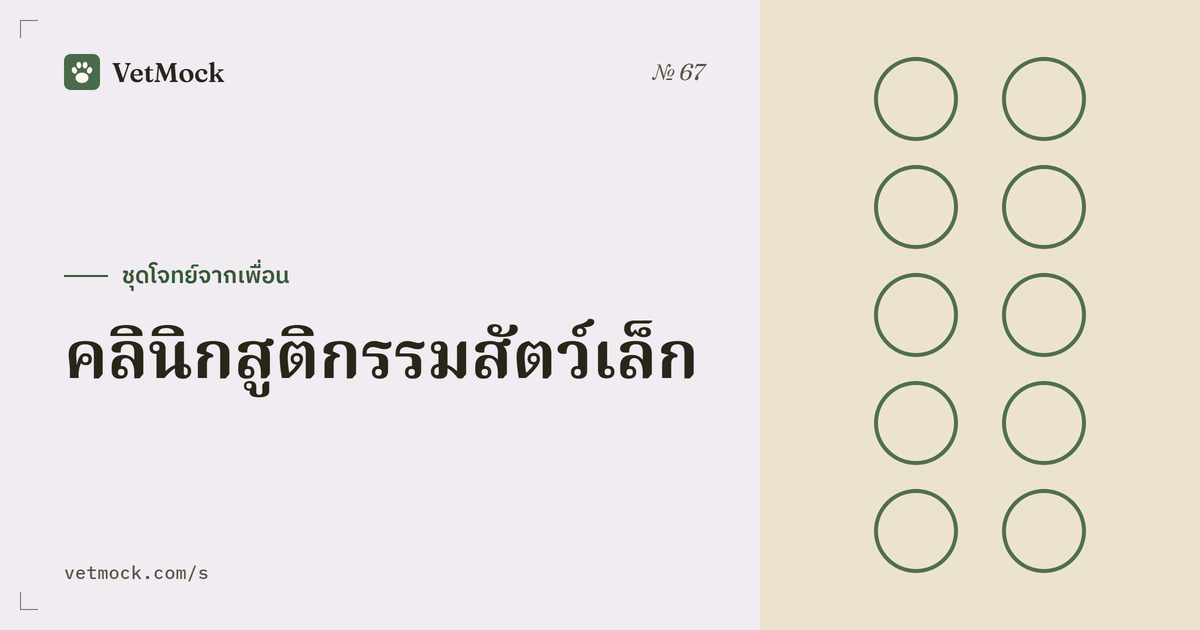 VetMock
№ 67
ชุดโจทย์จากเพื่อน
คลินิกสูติกรรมสัตว์เล็ก
vetmock.com/s